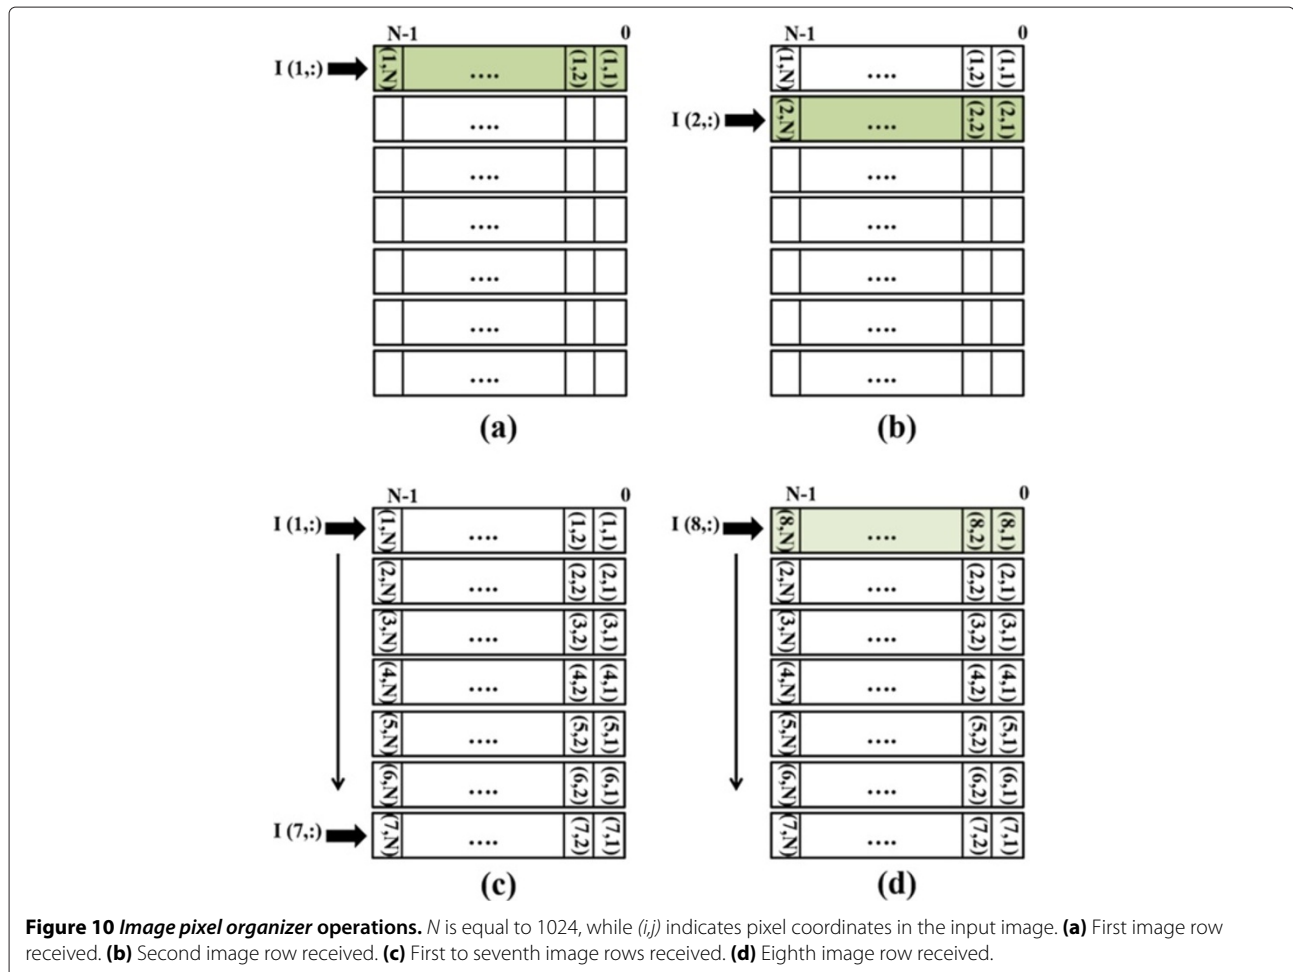 N-1 0
I (1,:) (1,N) .... (1,2) (1,1)
....
....
....
....
....
....
(a)
N-1 0
(1,N) .... (1,2) (1,1)
I (2,:) (2,N) .... (2,2) (2,1)
....
....
....
....
....
(b)
N-1 0
I (1,:) (1,N) .... (1,2) (1,1)
(2,N) .... (2,2) (2,1)
(3,N) .... (3,2) (3,1)
(4,N) .... (4,2) (4,1)
(5,N) .... (5,2) (5,1)
(6,N) .... (6,2) (6,1)
I (7,:) (7,N) .... (7,2) (7,1)
(c)
N-1 0
I (8,:) (8,N) .... (8,2) (8,1)
(2,N) .... (2,2) (2,1)
(3,N) .... (3,2) (3,1)
(4,N) .... (4,2) (4,1)
(5,N) .... (5,2) (5,1)
(6,N) .... (6,2) (6,1)
(7,N) .... (7,2) (7,1)
(d)
Figure 10 Image pixel organizer operations. N is equal to 1024, while (i,j) indicates pixel coordinates in the input image. (a) First image row
received. (b) Second image row received. (c) First to seventh image rows received. (d) Eighth image row received.